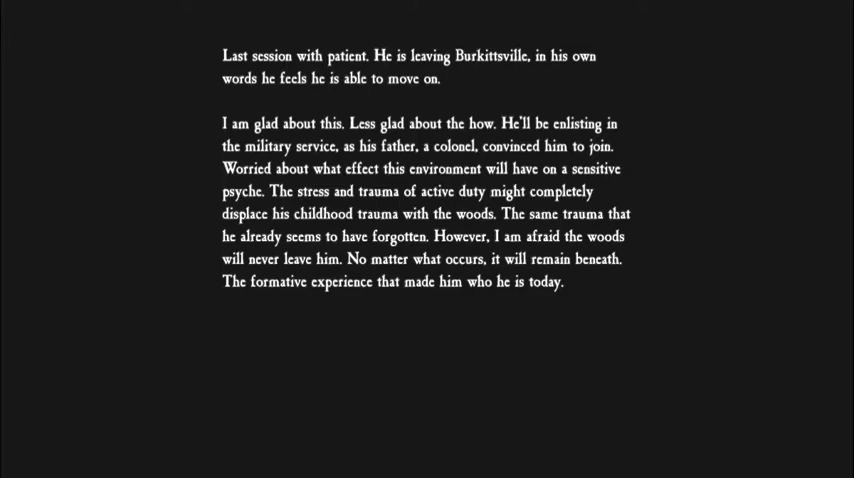 Last session with patient. He is leaving Burkittsville, in his own
words he feels he is able to move on.
I am glad about this. Less glad about the how. He'll be enlisting in
the military service, as his father, a colonel, convinced him to join.
Worried about what effect this environment will have on a sensitive
psyche. The stress and trauma of active duty might completely
displace his childhood trauma with the woods. The same trauma that
he already seems to have forgotten. However, I am afraid the woods
will never leave him. No matter what occurs, it will remain beneath.
The formative experience that made him who he is today.